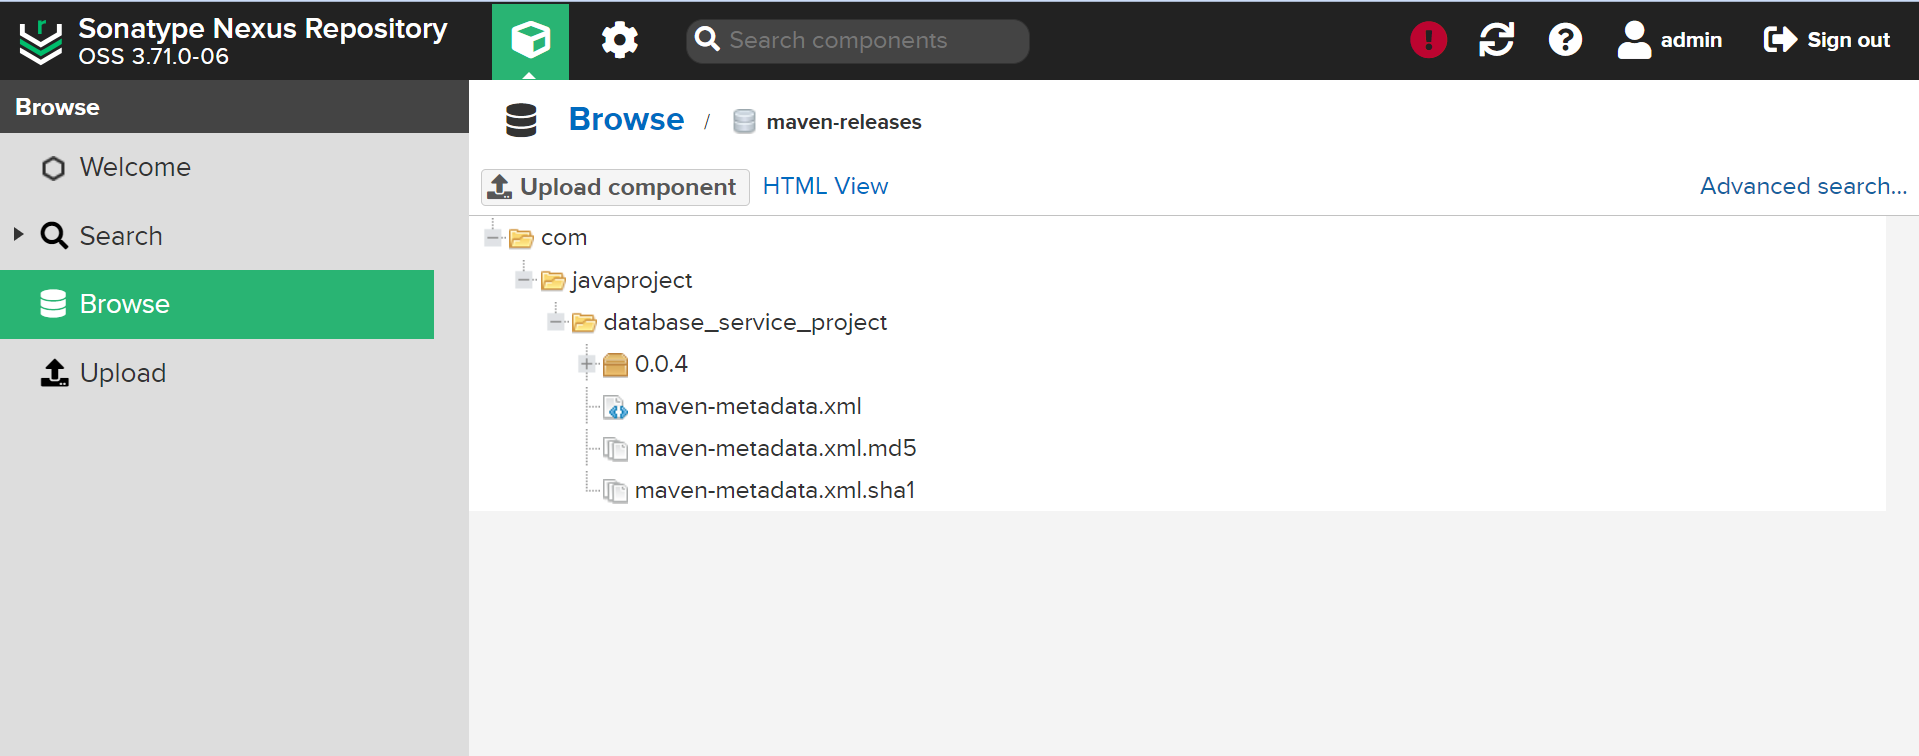 Sonatype Nexus Repository
OSS 3.71.0-06
Search components
admin
Sign out
Browse
Welcome
Search
Browse
Upload
Browse / maven-releases
Upload component
HTML View
Advanced search...
com
javaproject
database_service_project
0.0.4
maven-metadata.xml
maven-metadata.xml.md5
maven-metadata.xml.sha1